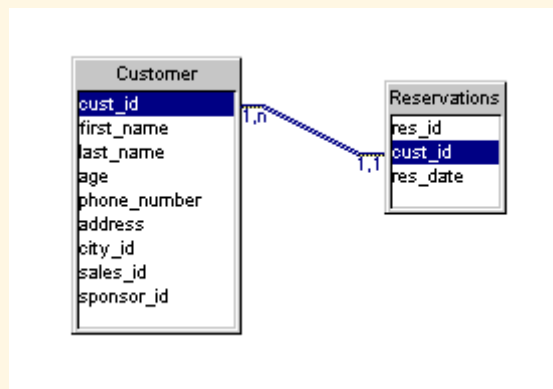 Customer
cust_id
first_name
last_name
age
phone_number
address
city_id
sales_id
sponsor_id
1,n
1,1
Reservations
res_id
cust_id
res_date